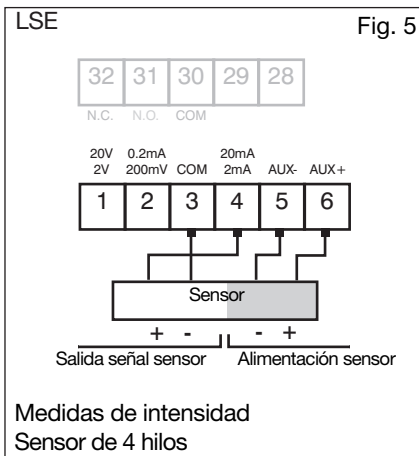 LSE Fig. 5
32 31 30 29 28
N.C. N.O. COM
20V 0.2mA 20mA
2V 200mV COM 2mA AUX- AUX+
1 2 3 4 5 6
Sensor
+ - - +
Salida señal sensor Alimentación sensor
Medidas de intensidad
Sensor de 4 hilos